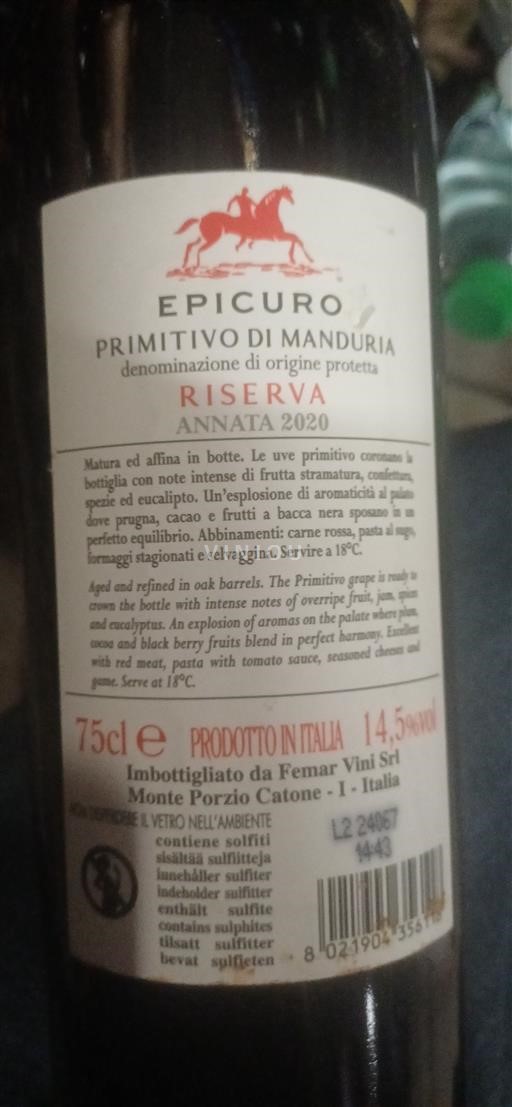 EPICURO
PRIMITIVO DI MANDURIA
denominazione di origine protetta
RISERVA
ANNATA 2020
Matura ed affina in botte. Le uve primitivo coronano la
bottiglia con note intense di frutta stramatura, confettura,
spezie ed eucalipto. Un'esplosione di aromaticità al palato
dove prugna, cacao e frutti a bacca nera sposano in un
perfetto equilibrio. Abbinamenti: carne rossa, pasta al sugo,
formaggi stagionati e selvaggina. Servire a 18°C.
Aged and refined in oak barrels. The Primitivo grape is ready to
crown the bottle with intense notes of overripe fruit, jam, spices
and eucalyptus. An explosion of aromas on the palate where plum,
cocoa and black berry fruits blend in perfect harmony. Excellent
with red meat, pasta with tomato sauce, seasoned cheeses and
game. Serve at 18°C.
75cl e PRODOTTO IN ITALIA 14,5%vol
Imbottigliato da Femar Vini Srl
Monte Porzio Catone - I - Italia
NON DISPERDERE IL VETRO NELL'AMBIENTE
L2 24067
14:43
contiene solfiti
sisältää sulfiitteja
innehåller sulfiter
indeholder sulfitter
enthält sulfite
contains sulphites
tilsatt sulfitter
bevat sulfieten
8 021904